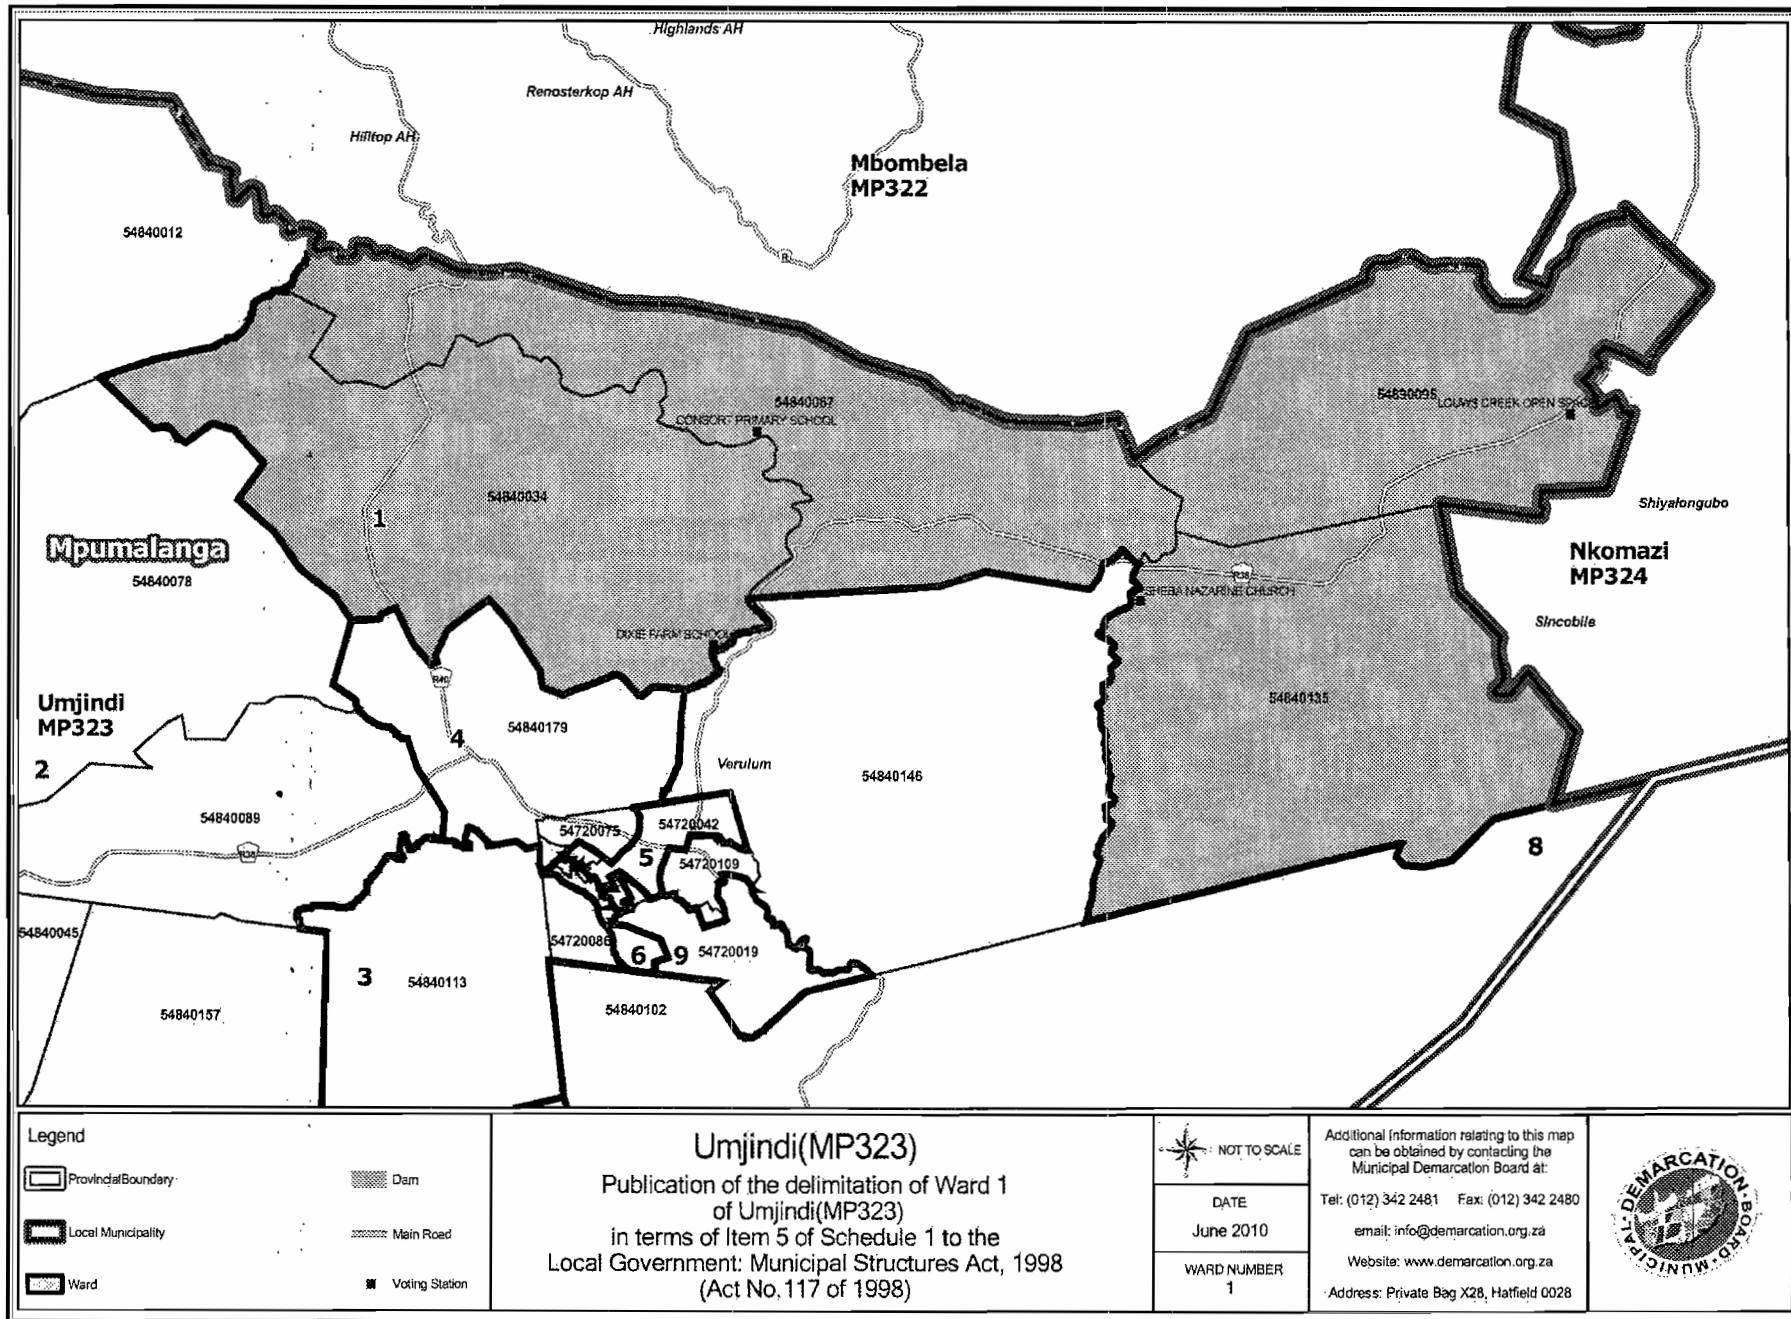 Highlands AH
Renosterkop AH
Hilltop AH
Mbombela
MP322
54840012
54840067
CONSORT PRIMARY SCHOOL
54890095
LOUWS CREEK OPEN SPACE
54840034
1
Shiyalongubo
Mpumalanga
54840078
Nkomazi
MP324
R38
SHEBA NAZARINE CHURCH
Sincobile
DIXIE FARM SCHOOL
R40
Umjindi
MP323
54840135
54840179
4
Verulum
2
54840146
54840089
54720075
54720042
R38
5
54720109
8
54840045
54720086
6
9
54720019
3
54840113
54840157
54840102
Legend
Provincial Boundary
Local Municipality
Ward
Dam
Main Road
Voting Station
Umjindi(MP323)
Publication of the delimitation of Ward 1
of Umjindi(MP323)
in terms of Item 5 of Schedule 1 to the
Local Government: Municipal Structures Act, 1998
(Act No. 117 of 1998)
NOT TO SCALE
DATE
June 2010
WARD NUMBER
1
Additional Information relating to this map
can be obtained by contacting the
Municipal Demarcation Board at:
Tel: (012) 342 2481 Fax: (012) 342 2480
email: info@demarcation.org.za
Website: www.demarcation.org.za
Address: Private Bag X28, Hatfield 0028
MUNICIPAL DEMARCATION BOARD